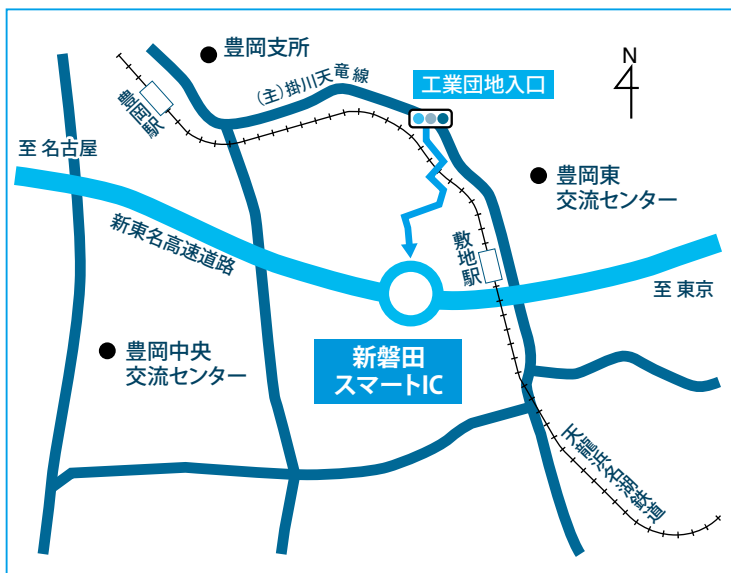 豊岡支所
N
(主)掛川天竜線
工業団地入口
豊岡駅
至 名古屋
豊岡東
交流センター
新東名高速道路
敷地駅
至 東京
豊岡中央
交流センター
新磐田
スマートIC
天龍浜名湖鉄道